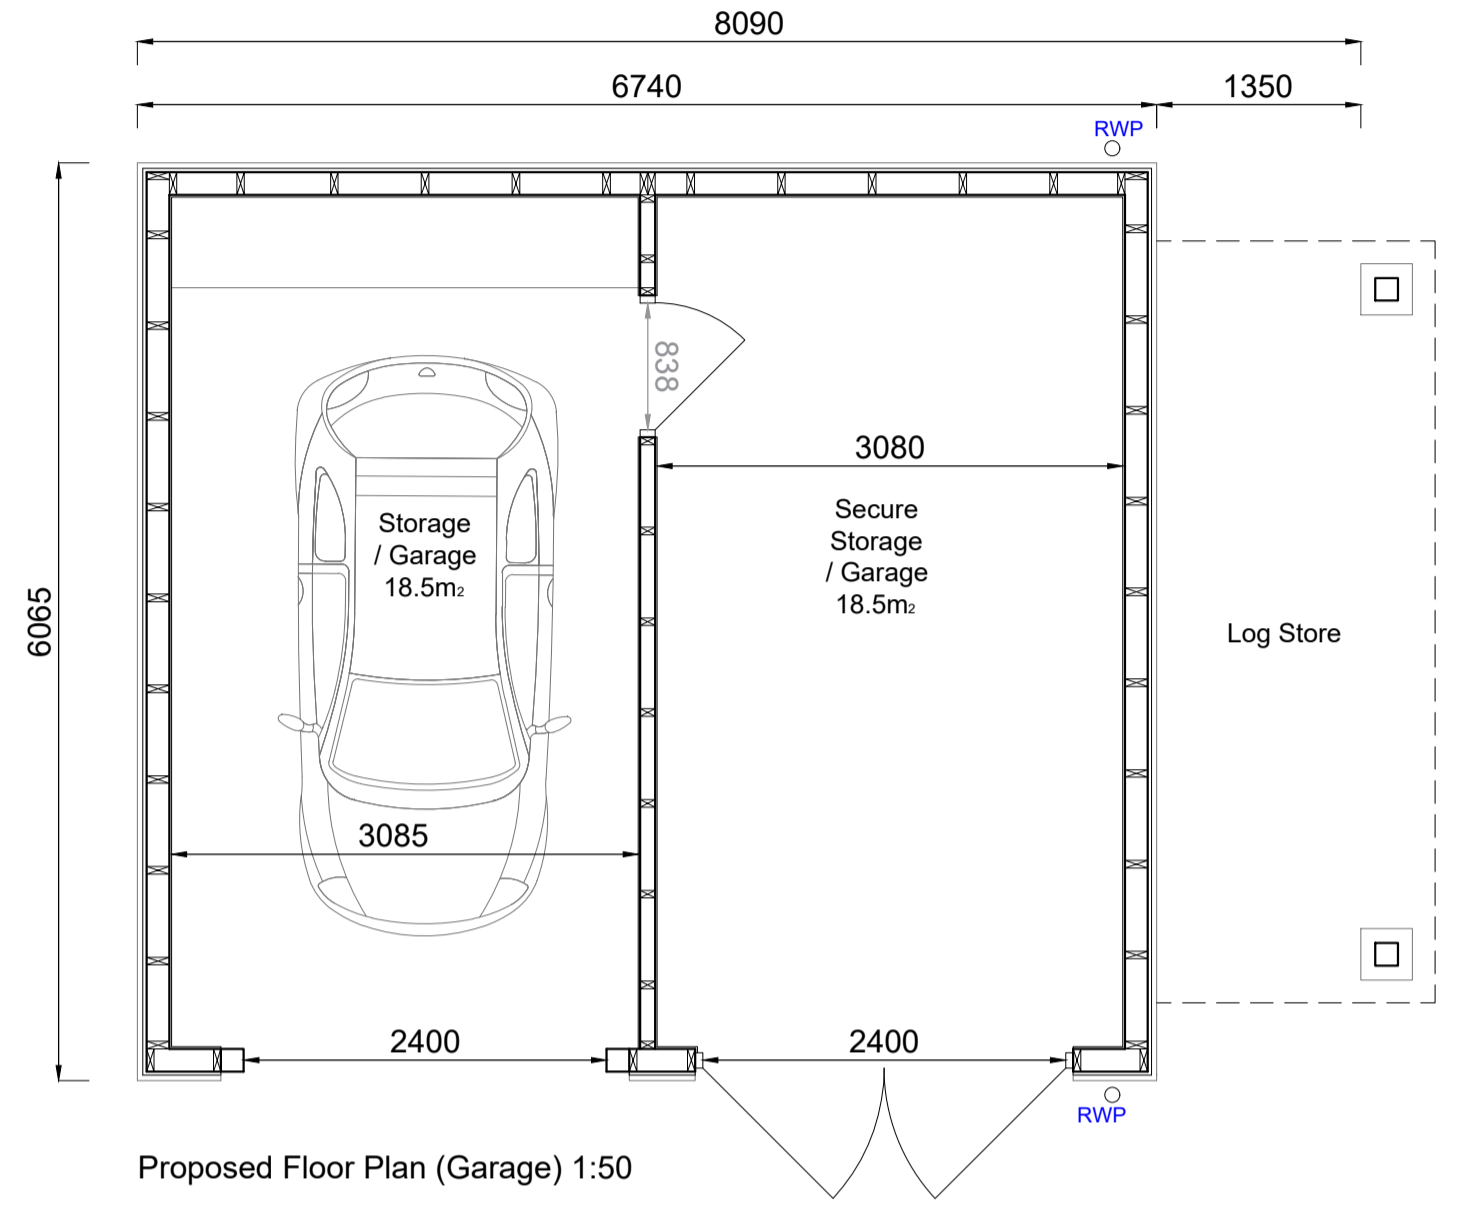 8090
6740
1350
RWP
838
3080
Storage
/ Garage
18.5m2
Secure
Storage
/ Garage
18.5m2
6065
Log Store
3085
2400
2400
RWP
Proposed Floor Plan (Garage) 1:50